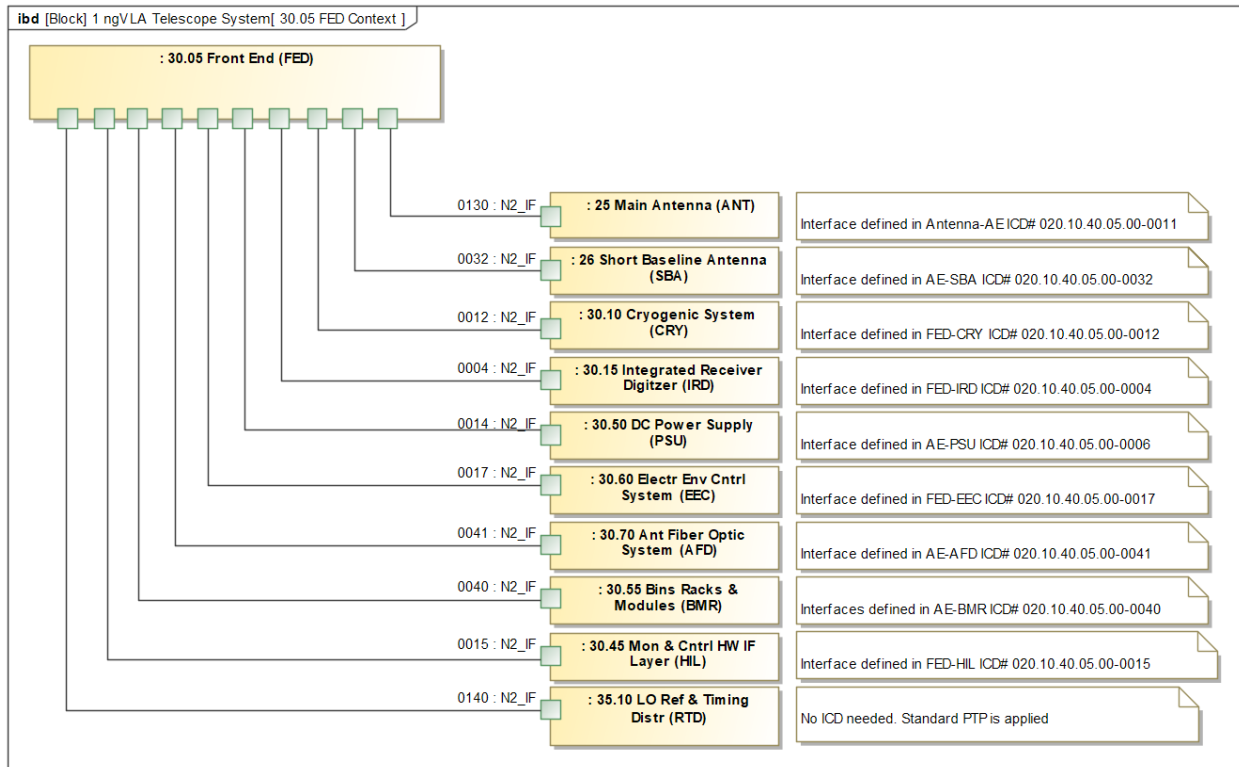 ibd [Block] 1 ngVLA Telescope System[ 30.05 FED Context ]
: 30.05 Front End (FED)
0130 : N2_IF
: 25 Main Antenna (ANT)
Interface defined in Antenna-AE ICD# 020.10.40.05.00-0011
0032 : N2_IF
: 26 Short Baseline Antenna
(SBA)
Interface defined in AE-SBA ICD# 020.10.40.05.00-0032
0012 : N2_IF
: 30.10 Cryogenic System
(CRY)
Interface defined in FED-CRY ICD# 020.10.40.05.00-0012
0004 : N2_IF
: 30.15 Integrated Receiver
Digitzer (IRD)
Interface defined in FED-IRD ICD# 020.10.40.05.00-0004
0014 : N2_IF
: 30.50 DC Power Supply
(PSU)
Interface defined in AE-PSU ICD# 020.10.40.05.00-0006
0017 : N2_IF
: 30.60 Electr Env Cntrl
System (EEC)
Interface defined in FED-EEC ICD# 020.10.40.05.00-0017
0041 : N2_IF
: 30.70 Ant Fiber Optic
System (AFD)
Interface defined in AE-AFD ICD# 020.10.40.05.00-0041
0040 : N2_IF
: 30.55 Bins Racks &
Modules (BMR)
Interfaces defined in AE-BMR ICD# 020.10.40.05.00-0040
0015 : N2_IF
: 30.45 Mon & Cntrl HW IF
Layer (HIL)
Interface defined in FED-HIL ICD# 020.10.40.05.00-0015
0140 : N2_IF
: 35.10 LO Ref & Timing
Distr (RTD)
No ICD needed. Standard PTP is applied